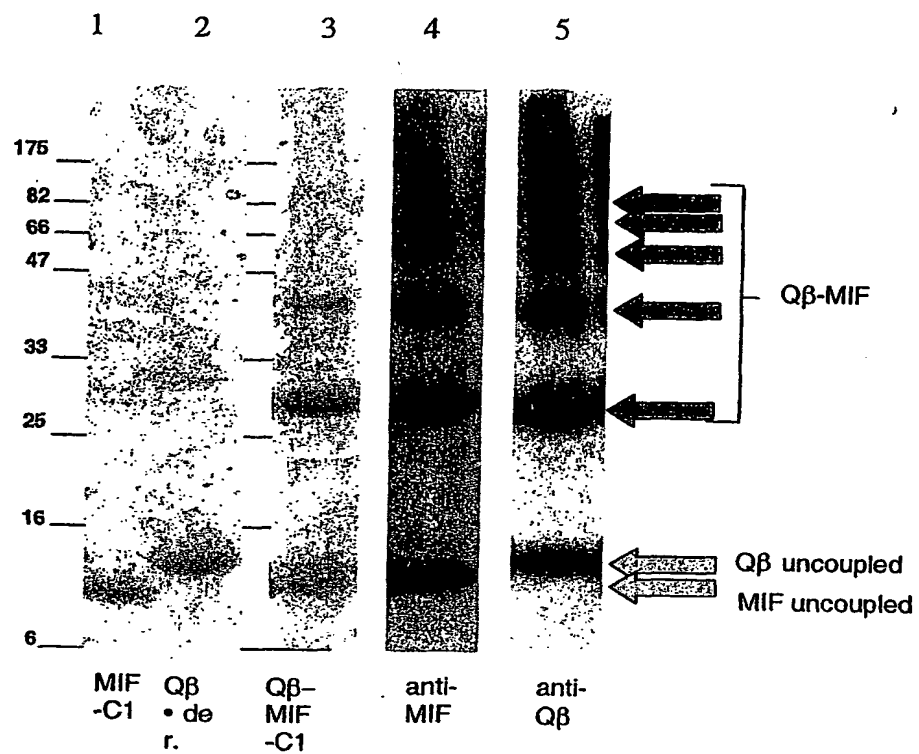 1 2 3 4 5
175
82
66
47
33
25
16
6
Qβ-MIF
Qβ uncoupled
MIF uncoupled
MIF
-C1
Qβ
• de
r.
Qβ–
MIF
-C1
anti-
MIF
anti-
Qβ